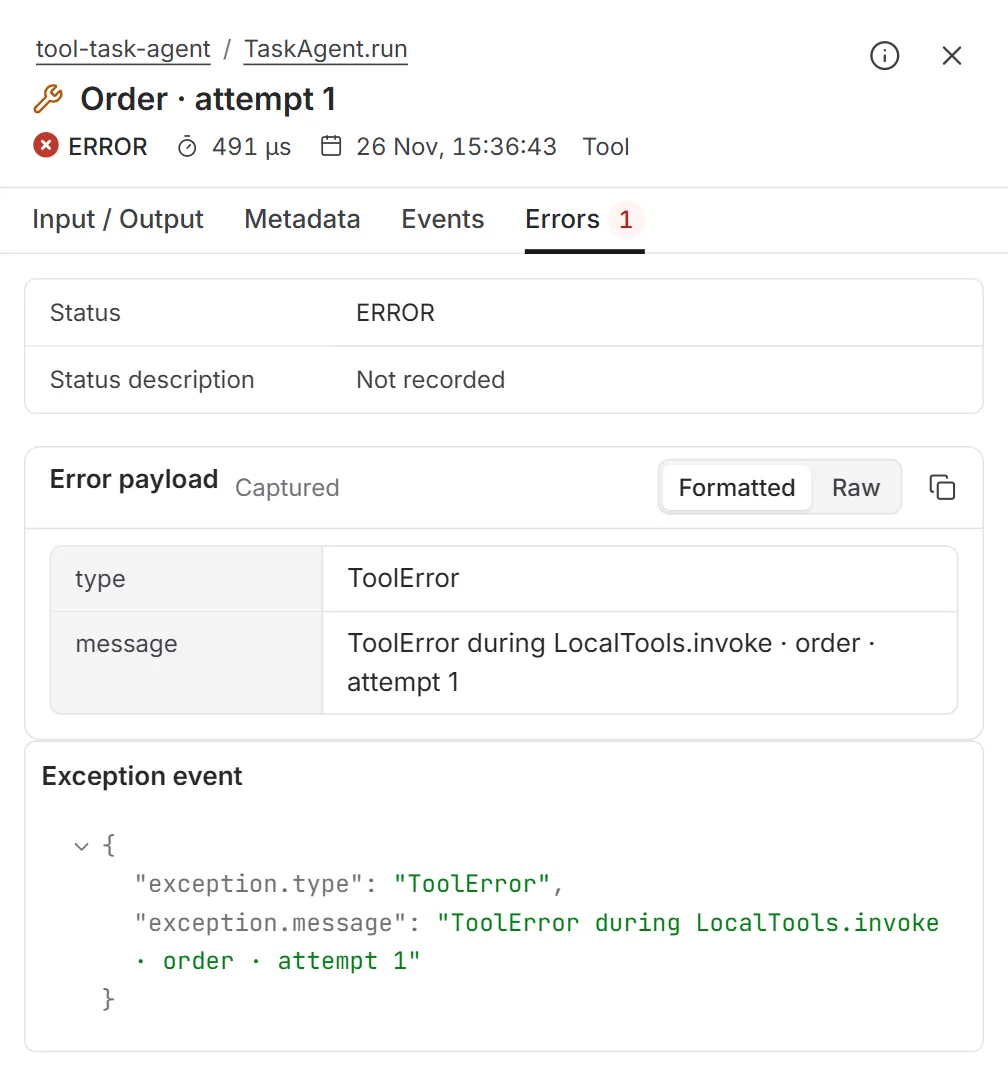 tool-task-agent / TaskAgent.run
Order · attempt 1
ERROR 491 µs 26 Nov, 15:36:43 Tool
Input / Output Metadata Events Errors 1
Status ERROR
Status description Not recorded
Error payload Captured Formatted Raw
type ToolError
message ToolError during LocalTools.invoke · order ·
attempt 1
Exception event
{
"exception.type": "ToolError",
"exception.message": "ToolError during LocalTools.invoke
· order · attempt 1"
}